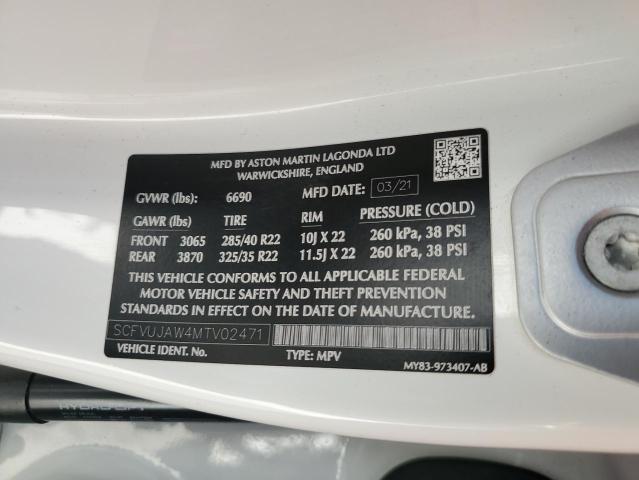 MFD BY ASTON MARTIN LAGONDA LTD
WARWICKSHIRE, ENGLAND
GVWR (lbs): 6690 MFD DATE: 03/21
GAWR (lbs) TIRE RIM PRESSURE (COLD)
FRONT 3065 285/40 R22 10J X 22 260 kPa, 38 PSI
REAR 3870 325/35 R22 11.5J X 22 260 kPa, 38 PSI
THIS VEHICLE CONFORMS TO ALL APPLICABLE FEDERAL
MOTOR VEHICLE SAFETY AND THEFT PREVENTION
STANDARDS IN EFFECT ON THE DATE OF MANUFACTURE.
SCFVUJAW4MTV02471
VEHICLE IDENT. No. TYPE: MPV MY83-973407-AB